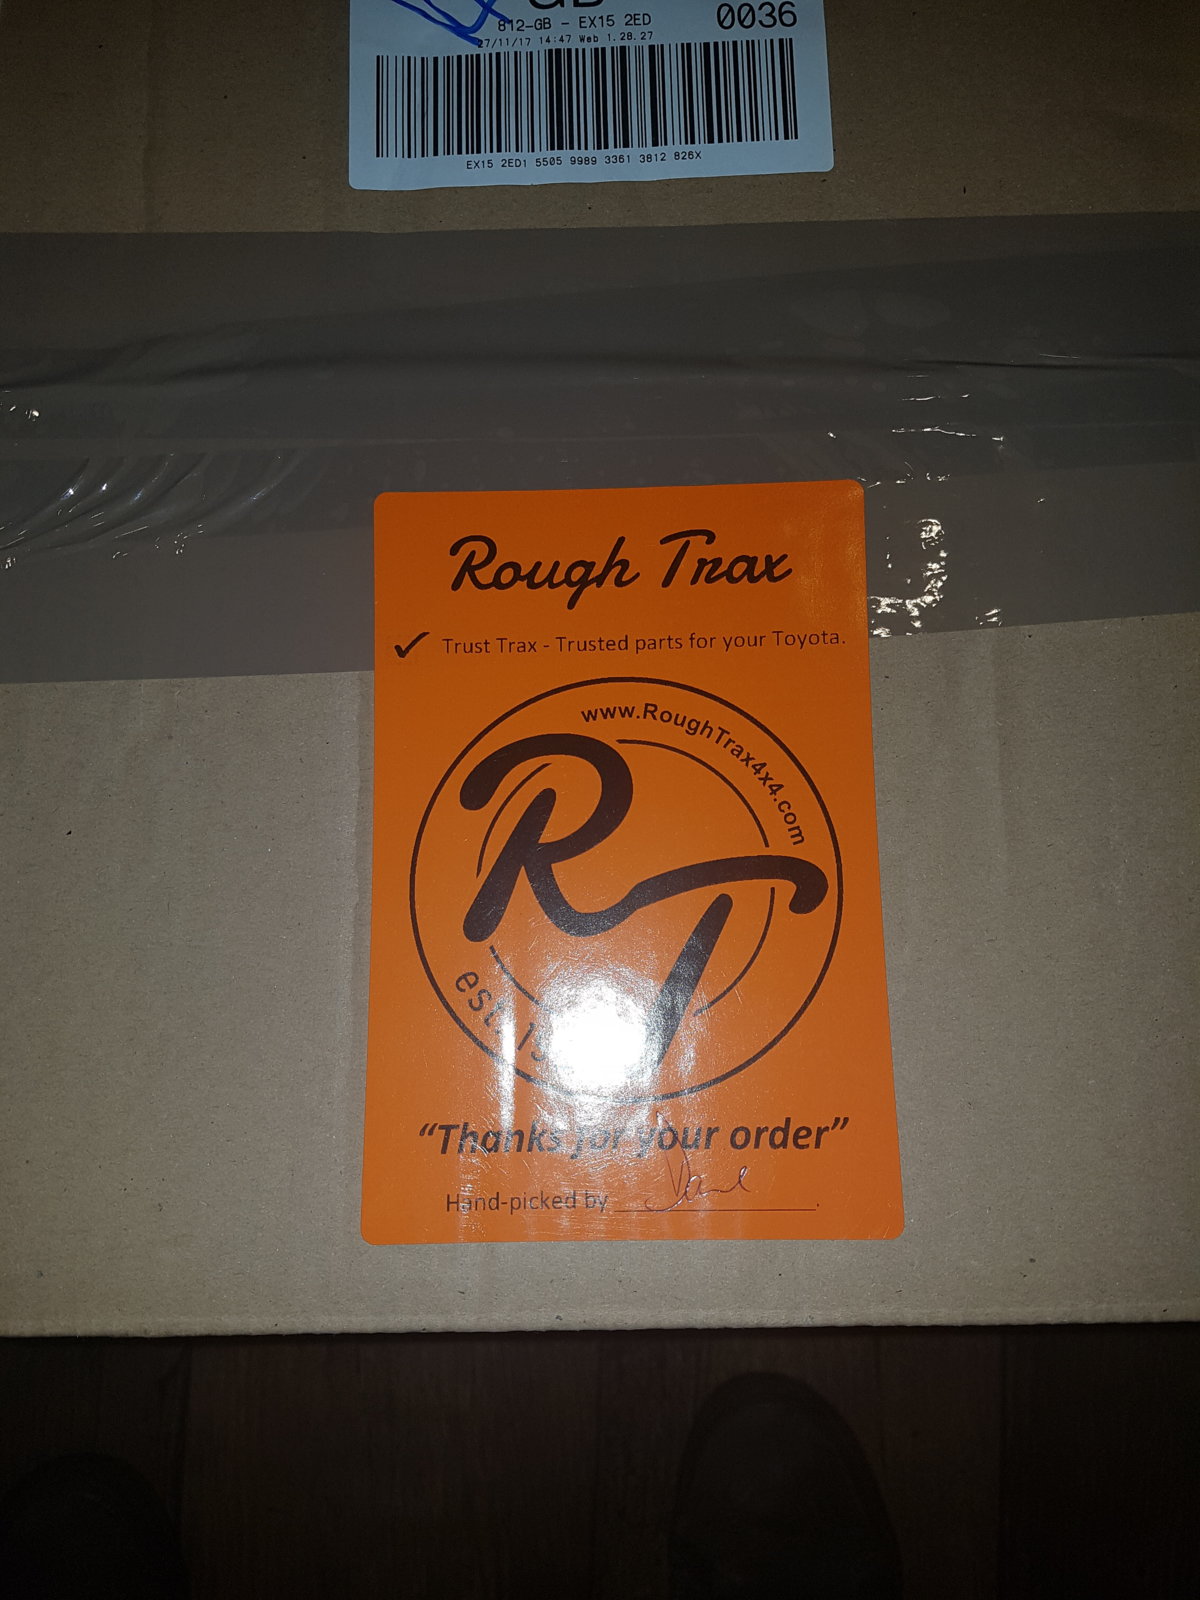 GB
812-GB - EX15 2ED
0036
27/11/17 14:47 Web 1.28.27
EX15 2ED1 5505 9989 3361 3812 826X
Rough Trax
✓ Trust Trax - Trusted parts for your Toyota.
www.RoughTrax4x4.com
RT
est.
"Thanks for your order"
Hand-picked by